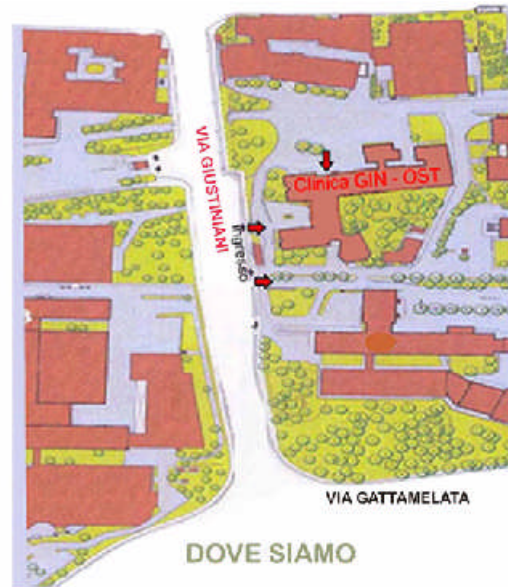 VIA GIUSTINIANI
Clinica GIN - OST
Ingresso
VIA GATTAMELATA
DOVE SIAMO